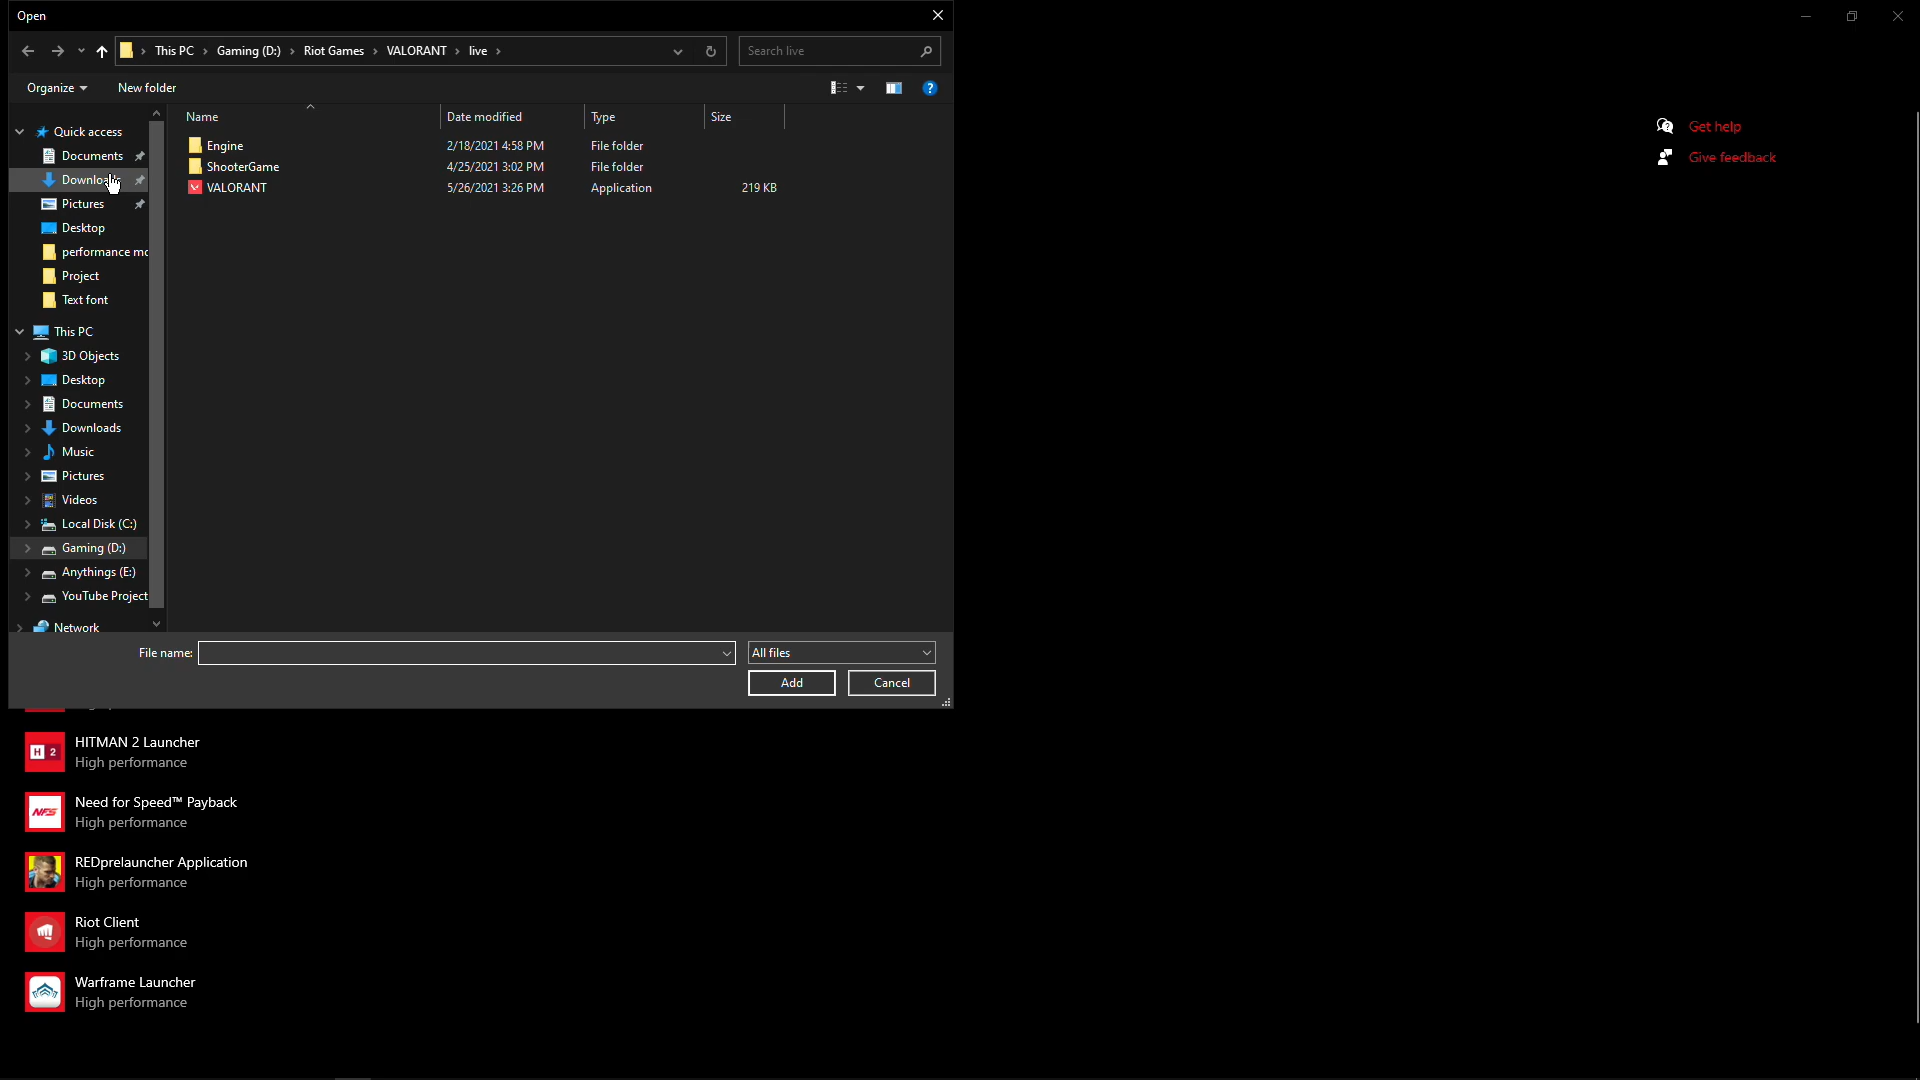 Open
This PC > Gaming (D:) > Riot Games > VALORANT > live >
Search live
Organize
New folder
Name
Date modified
Type
Size
Engine 2/18/2021 4:58 PM File folder
ShooterGame 4/25/2021 3:02 PM File folder
VALORANT 5/26/2021 3:26 PM Application 219 KB
Quick access
Documents
Pictures
Desktop
performance
Project
Text font
This PC
3D Objects
Desktop
Documents
Downloads
Music
Pictures
Videos
Local Disk (C:)
Gaming (D:)
Anythings (E:)
YouTube Project
Network
File name:
All files
Add
Cancel
Get help
Give feedback
HITMAN 2 Launcher
High performance
Need for Speed™ Payback
High performance
REDprelauncher Application
High performance
Riot Client
High performance
Warframe Launcher
High performance
H 2
NFS